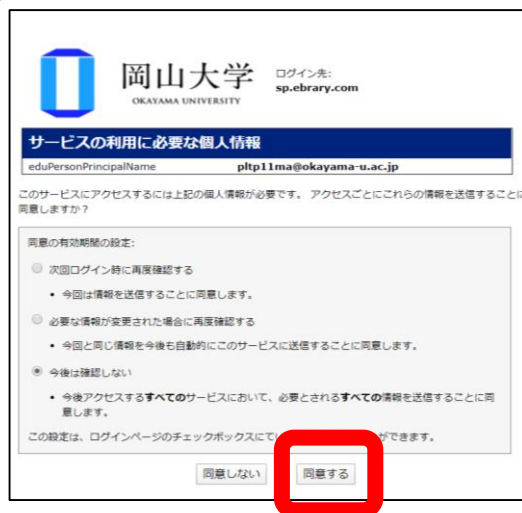 岡山大学
OKAYAMA UNIVERSITY
ログイン先:
sp.ebrary.com
サービスの利用に必要な個人情報
eduPersonPrincipalName pltp11ma@okayama-u.ac.jp
このサービスにアクセスするには上記の個人情報が必要です。 アクセスごとにこれらの情報を送信することに
同意しますか？
同意の有効期間の設定:
次回ログイン時に再度確認する
• 今回は情報を送信することに同意します。
必要な情報が変更された場合に再度確認する
• 今回と同じ情報を今後も自動的にこのサービスに送信することに同意します。
今後は確認しない
• 今後アクセスするすべてのサービスにおいて、必要とされるすべての情報を送信することに同
意します。
この設定は、ログインページのチェックボックスにて ができます。
同意しない 同意する